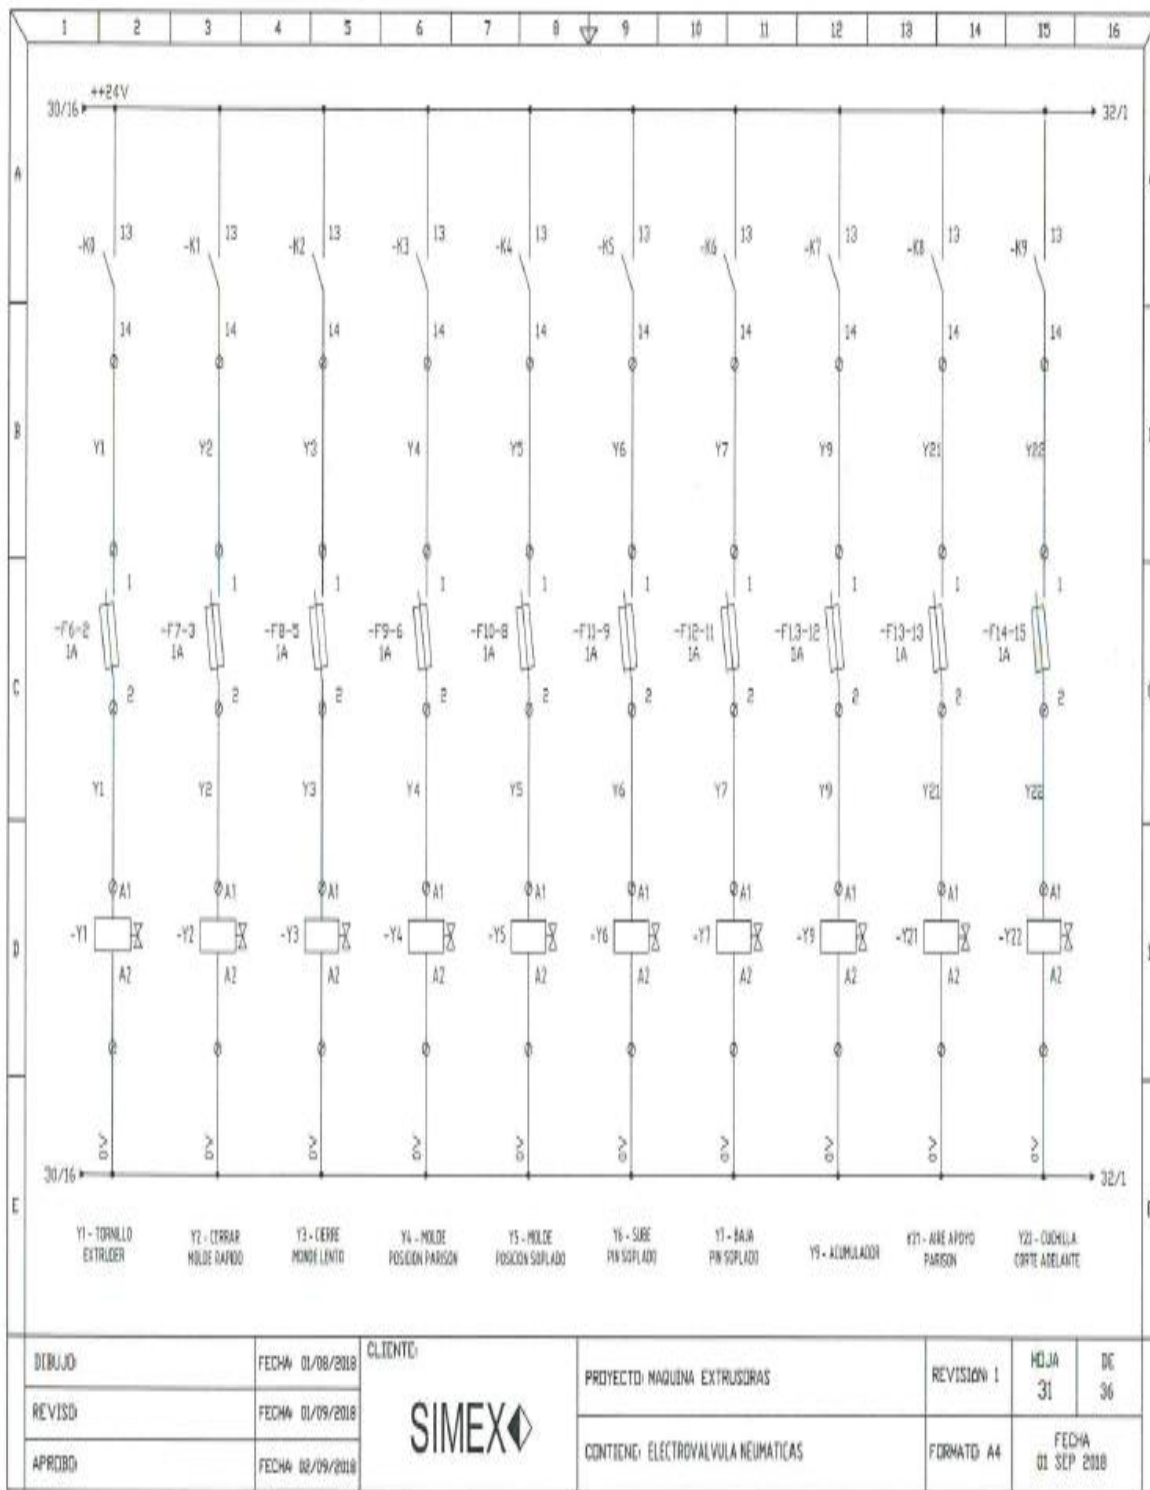 1 2 3 4 5 6 7 8 9 10 11 12 13 14 15 16
++24V
30/16 32/1
A
-K0 13 -K1 13 -K2 13 -K3 13 -K4 13 -K5 13 -K6 13 -K7 13 -K8 13 -K9 13
14 14 14 14 14 14 14 14 14 14
B
Y1 Y2 Y3 Y4 Y5 Y6 Y7 Y9 Y21 Y22
1 1 1 1 1 1 1 1 1 1
-F6-2 -F7-3 -F8-5 -F9-6 -F10-8 -F11-9 -F12-11 -F13-12 -F13-13 -F14-15
1A 1A 1A 1A 1A 1A 1A 1A 1A 1A
C
2 2 2 2 2 2 2 2 2 2
Y1 Y2 Y3 Y4 Y5 Y6 Y7 Y9 Y21 Y22
A1 A1 A1 A1 A1 A1 A1 A1 A1 A1
-Y1 -Y2 -Y3 -Y4 -Y5 -Y6 -Y7 -Y9 -Y21 -Y22
D
A2 A2 A2 A2 A2 A2 A2 A2 A2 A2
0V 0V 0V 0V 0V 0V 0V 0V 0V 0V
30/16 32/1
E
Y1 - TORNILLO EXTRUDER
Y2 - CERRAR MOLDE RAPIDO
Y3 - CIERRE MONDE LENTO
Y4 - MOLDE POSICION PARISON
Y5 - MOLDE POSICION SOPLADO
Y6 - SUBE PIN SOPLADO
Y7 - BAJA PIN SOPLADO
Y9 - ACUMULADOR
Y21 - AIRE APOYO PARISON
Y22 - CUCHILLA CORTE ADELANTE
DIBUJO: FECHA: 01/08/2018
REVISO: FECHA: 01/09/2018
APROBO: FECHA: 02/09/2018
CLIENTE:
SIMEX
PROYECTO: MAQUINA EXTRUSORAS
CONTIENE: ELECTROVALVULA NEUMATICAS
REVISION: 1
FORMATO: A4
HOJA 31 DE 36
FECHA
01 SEP 2018